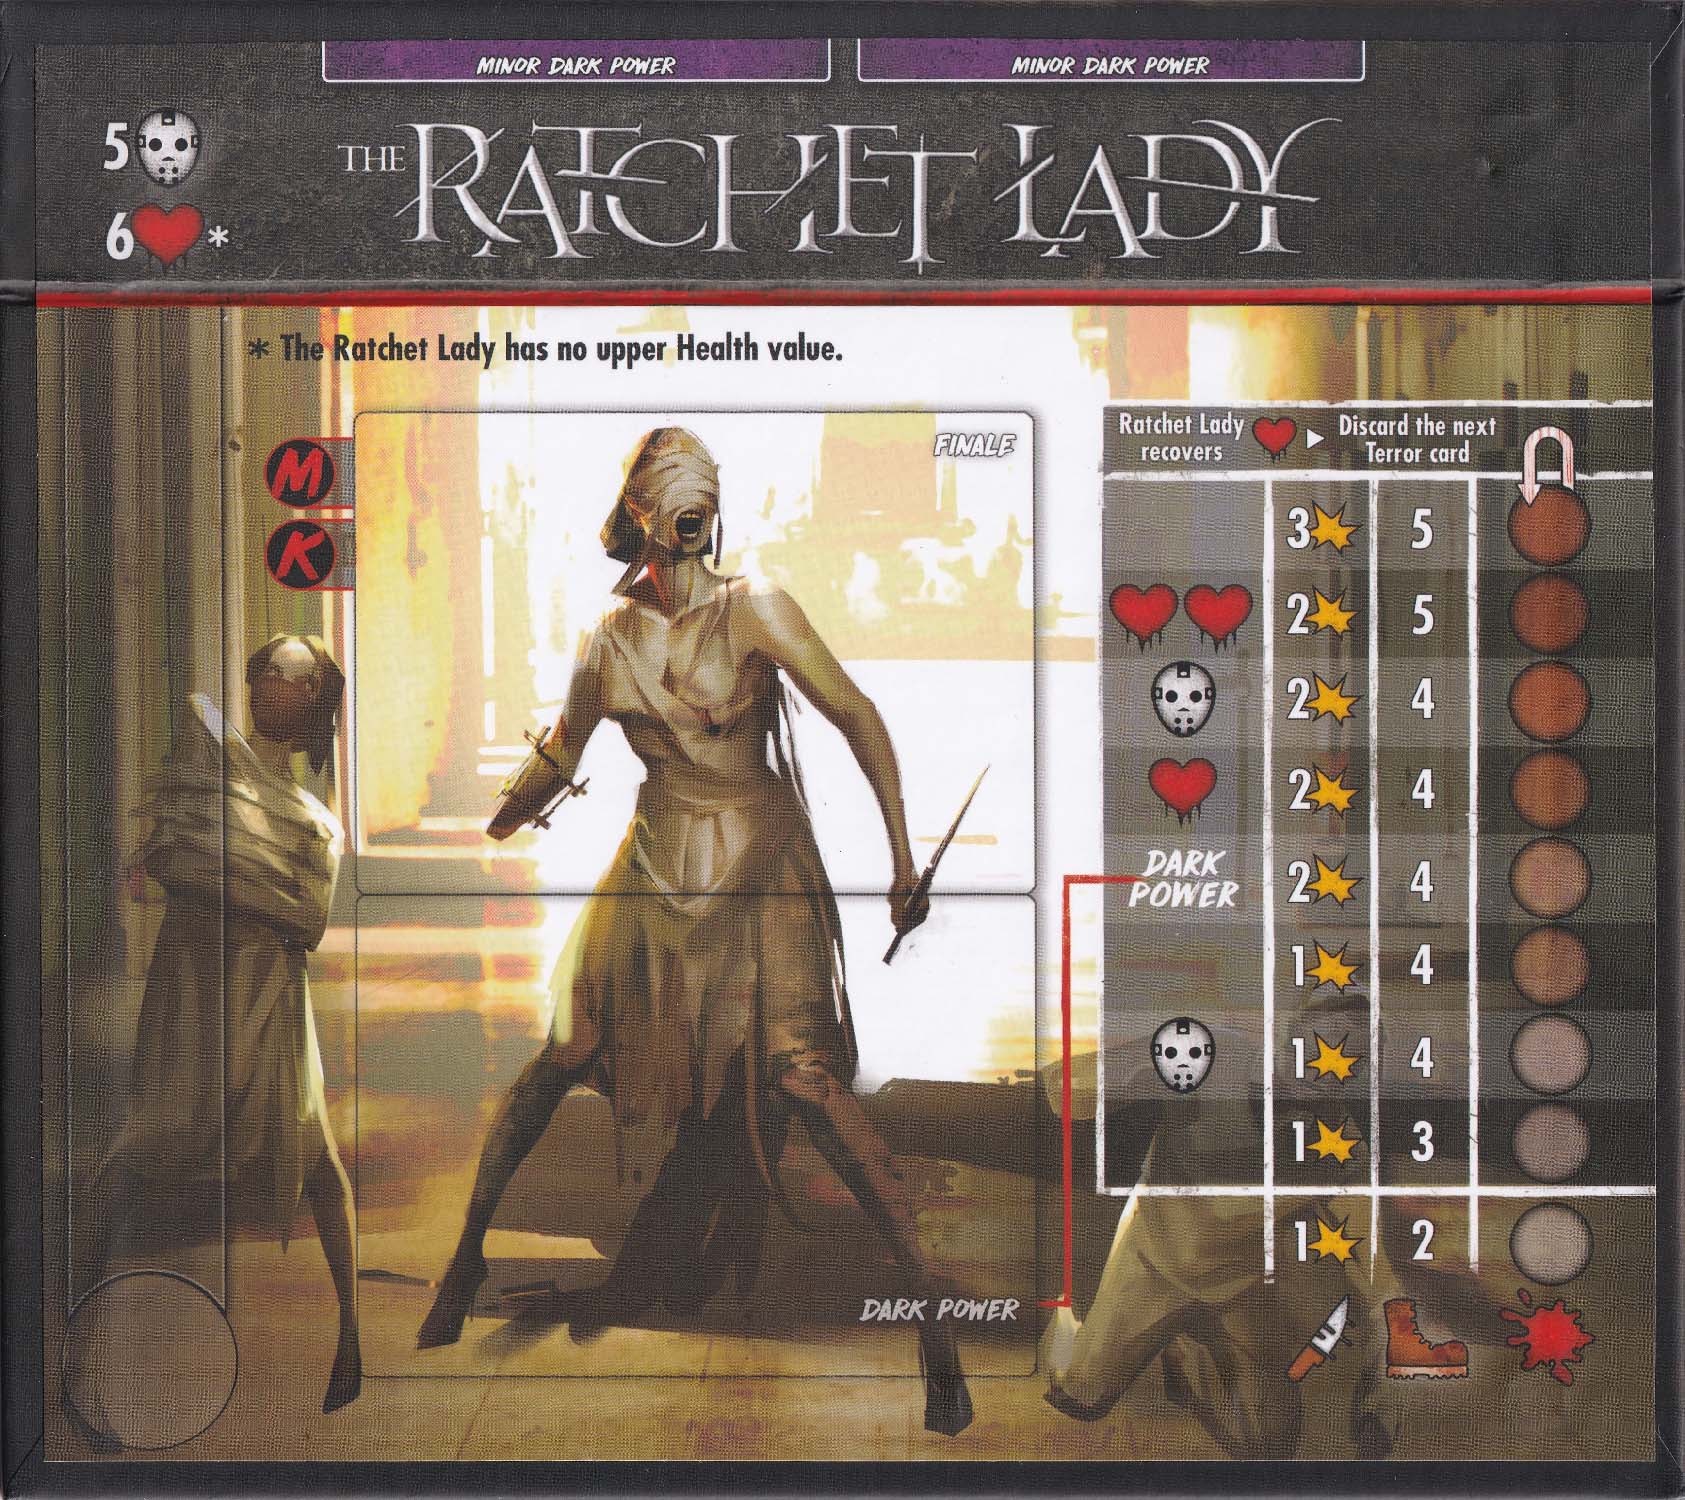 MINOR DARK POWER
MINOR DARK POWER
5
THE RATCHET LADY
6 *
* The Ratchet Lady has no upper Health value.
FINALE
M
K
Ratchet Lady recovers
Discard the next Terror card
3 5
2 5
2 4
2 4
DARK POWER 2 4
1 4
1 4
1 3
1 2
DARK POWER